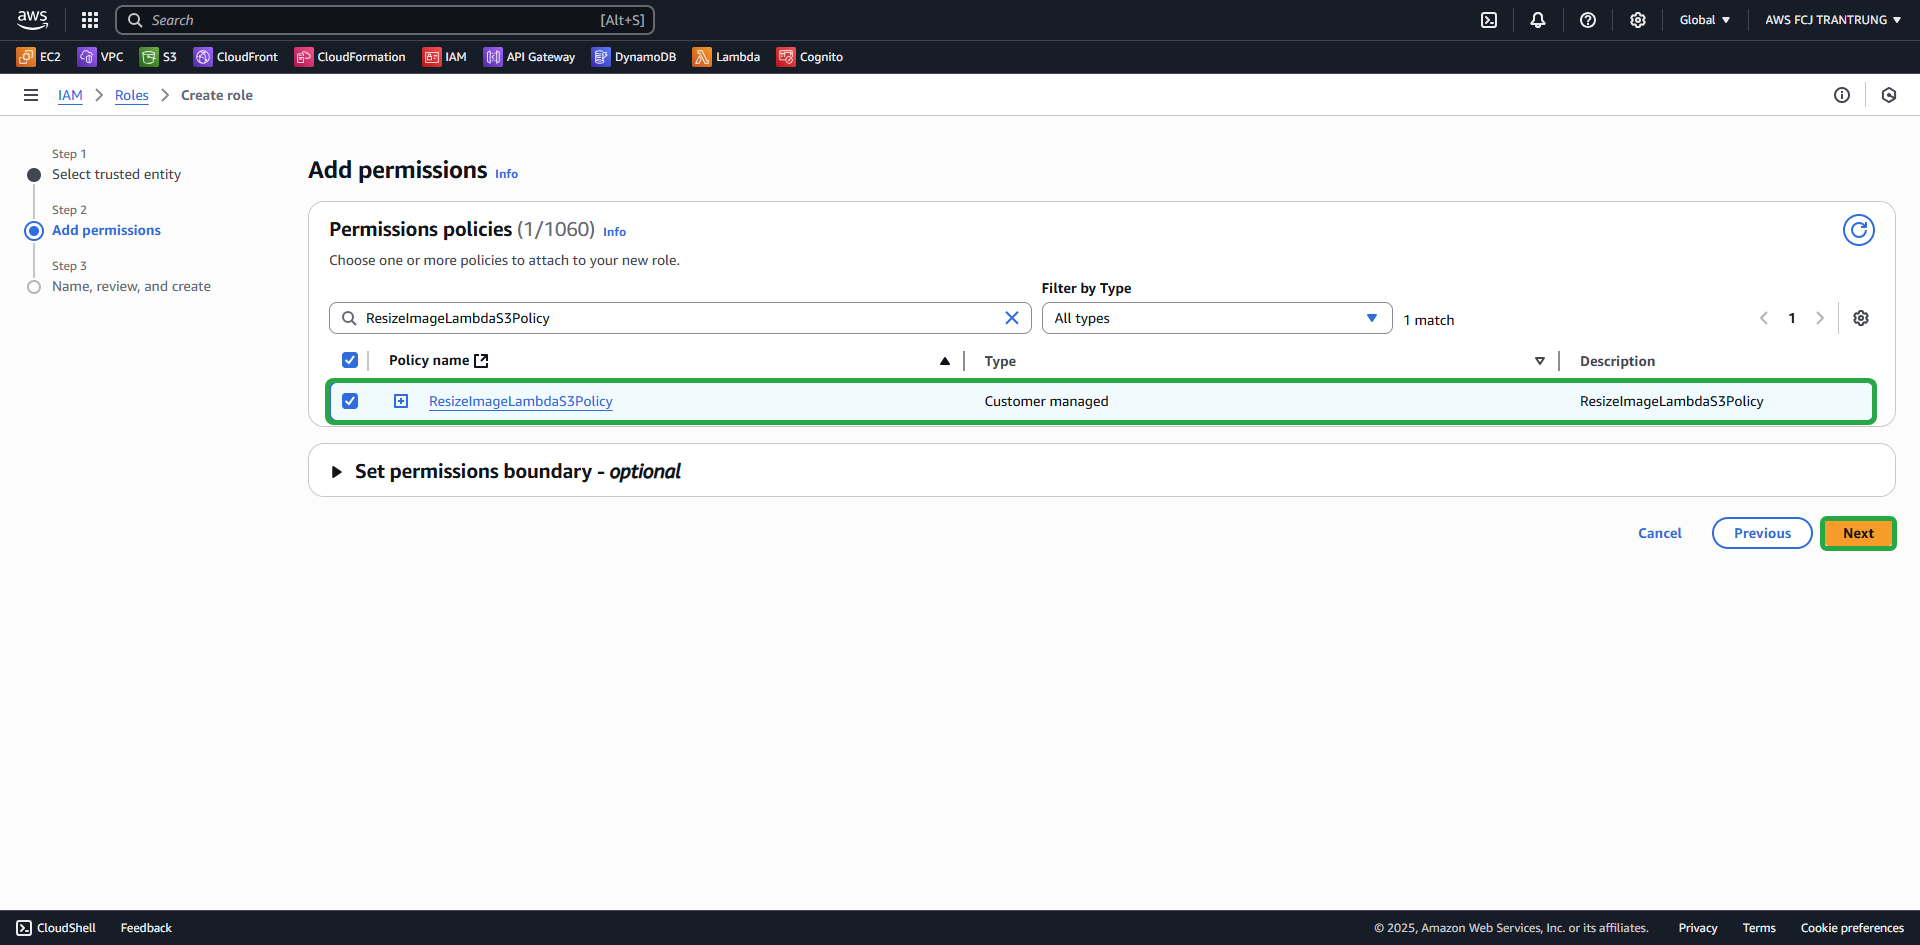 aws
Search [Alt+S] Global AWS FCJ TRANTRUNG
EC2 VPC S3 CloudFront CloudFormation IAM API Gateway DynamoDB Lambda Cognito
IAM Roles Create role
Step 1
Select trusted entity
Step 2
Add permissions
Step 3
Name, review, and create
Add permissions Info
Permissions policies (1/1060) Info
Choose one or more policies to attach to your new role.
Filter by Type
ResizeImageLambdaS3Policy All types 1 match 1
Policy name Type Description
ResizeImageLambdaS3Policy Customer managed ResizeImageLambdaS3Policy
Set permissions boundary - optional
Cancel Previous Next
CloudShell Feedback © 2025, Amazon Web Services, Inc. or its affiliates. Privacy Terms Cookie preferences